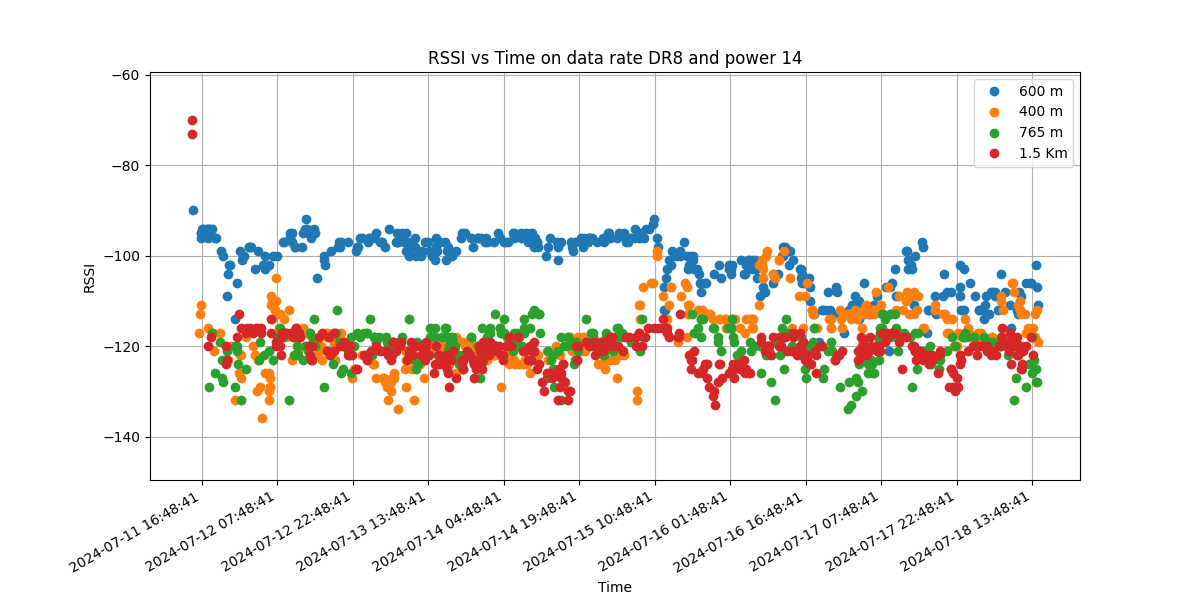 RSSI vs Time on data rate DR8 and power 14
600 m
400 m
765 m
1.5 Km
RSSI
−60
−80
−100
−120
−140
2024-07-11 16:48:41
2024-07-12 07:48:41
2024-07-12 22:48:41
2024-07-13 13:48:41
2024-07-14 04:48:41
2024-07-14 19:48:41
2024-07-15 10:48:41
2024-07-16 01:48:41
2024-07-16 16:48:41
2024-07-17 07:48:41
2024-07-17 22:48:41
2024-07-18 13:48:41
Time